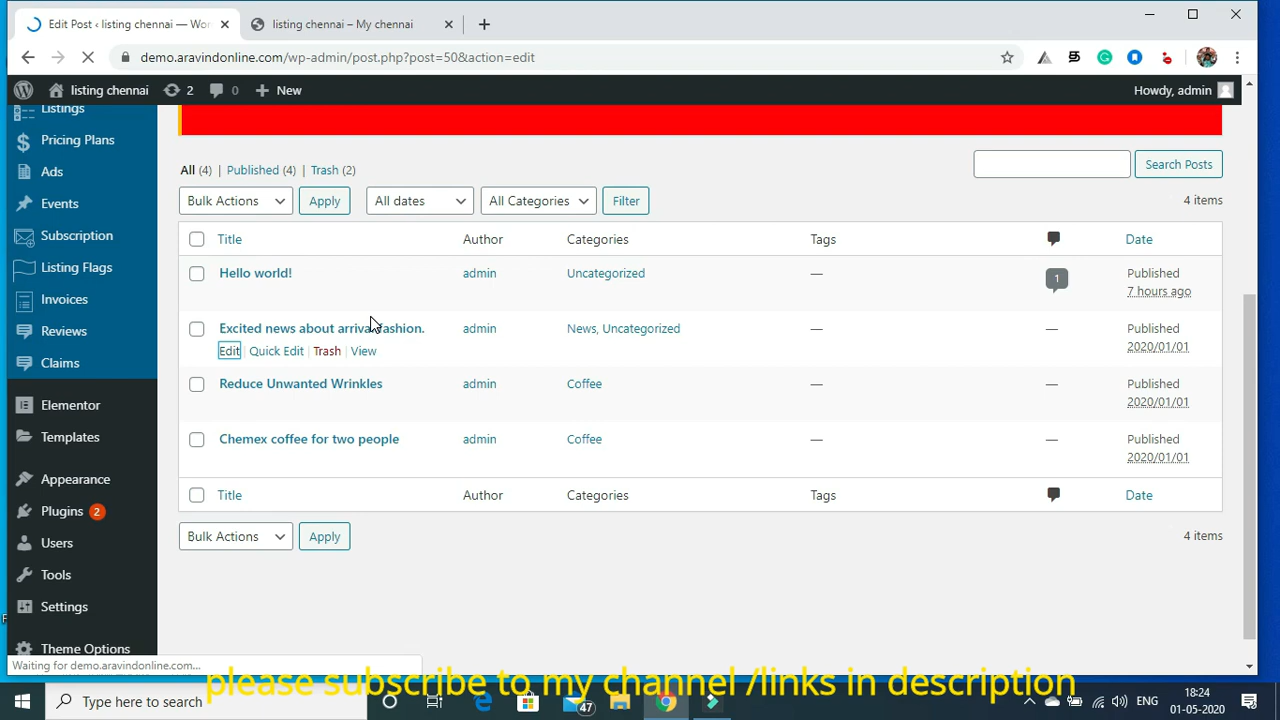 Edit Post ‹ listing chennai — Wor
listing chennai – My chennai
demo.aravindonline.com/wp-admin/post.php?post=50&action=edit
listing chennai 2 0 New Howdy, admin
Listings
Pricing Plans
Ads
Events
Subscription
Listing Flags
Invoices
Reviews
Claims
Elementor
Templates
Appearance
Plugins 2
Users
Tools
Settings
Theme Options
All (4) | Published (4) | Trash (2)
Search Posts
Bulk Actions Apply All dates All Categories Filter 4 items
Title Author Categories Tags Date
Hello world! admin Uncategorized — 1 Published
7 hours ago
Excited news about arrival fashion. admin News, Uncategorized — — Published
2020/01/01
Edit | Quick Edit | Trash | View
Reduce Unwanted Wrinkles admin Coffee — — Published
2020/01/01
Chemex coffee for two people admin Coffee — — Published
2020/01/01
Title Author Categories Tags Date
Bulk Actions Apply 4 items
Waiting for demo.aravindonline.com...
please subscribe to my channel /links in description
Type here to search
47
ENG
18:24
01-05-2020